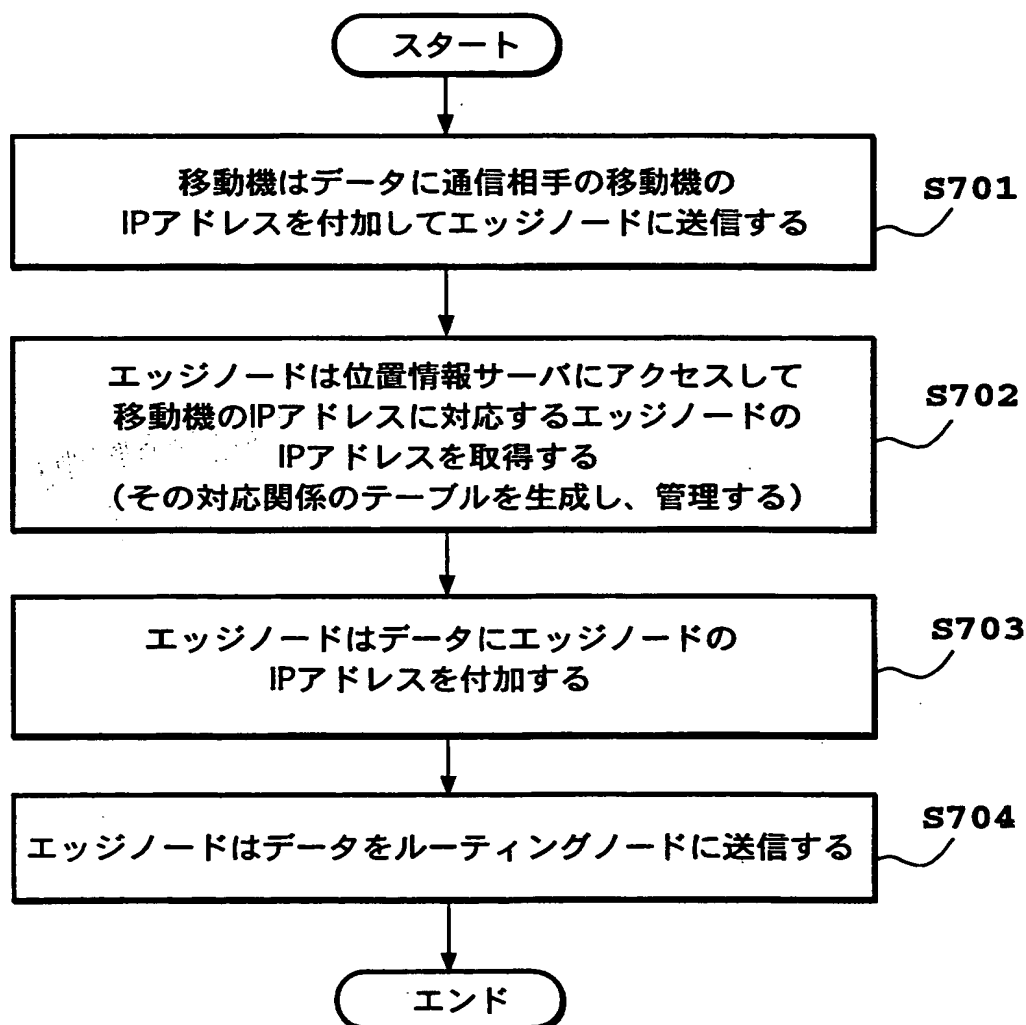 スタート
移動機はデータに通信相手の移動機の
IPアドレスを付加してエッジノードに送信する
S701
エッジノードは位置情報サーバにアクセスして
移動機のIPアドレスに対応するエッジノードの
IPアドレスを取得する
(その対応関係のテーブルを生成し、管理する)
S702
エッジノードはデータにエッジノードの
IPアドレスを付加する
S703
エッジノードはデータをルーティングノードに送信する
S704
エンド